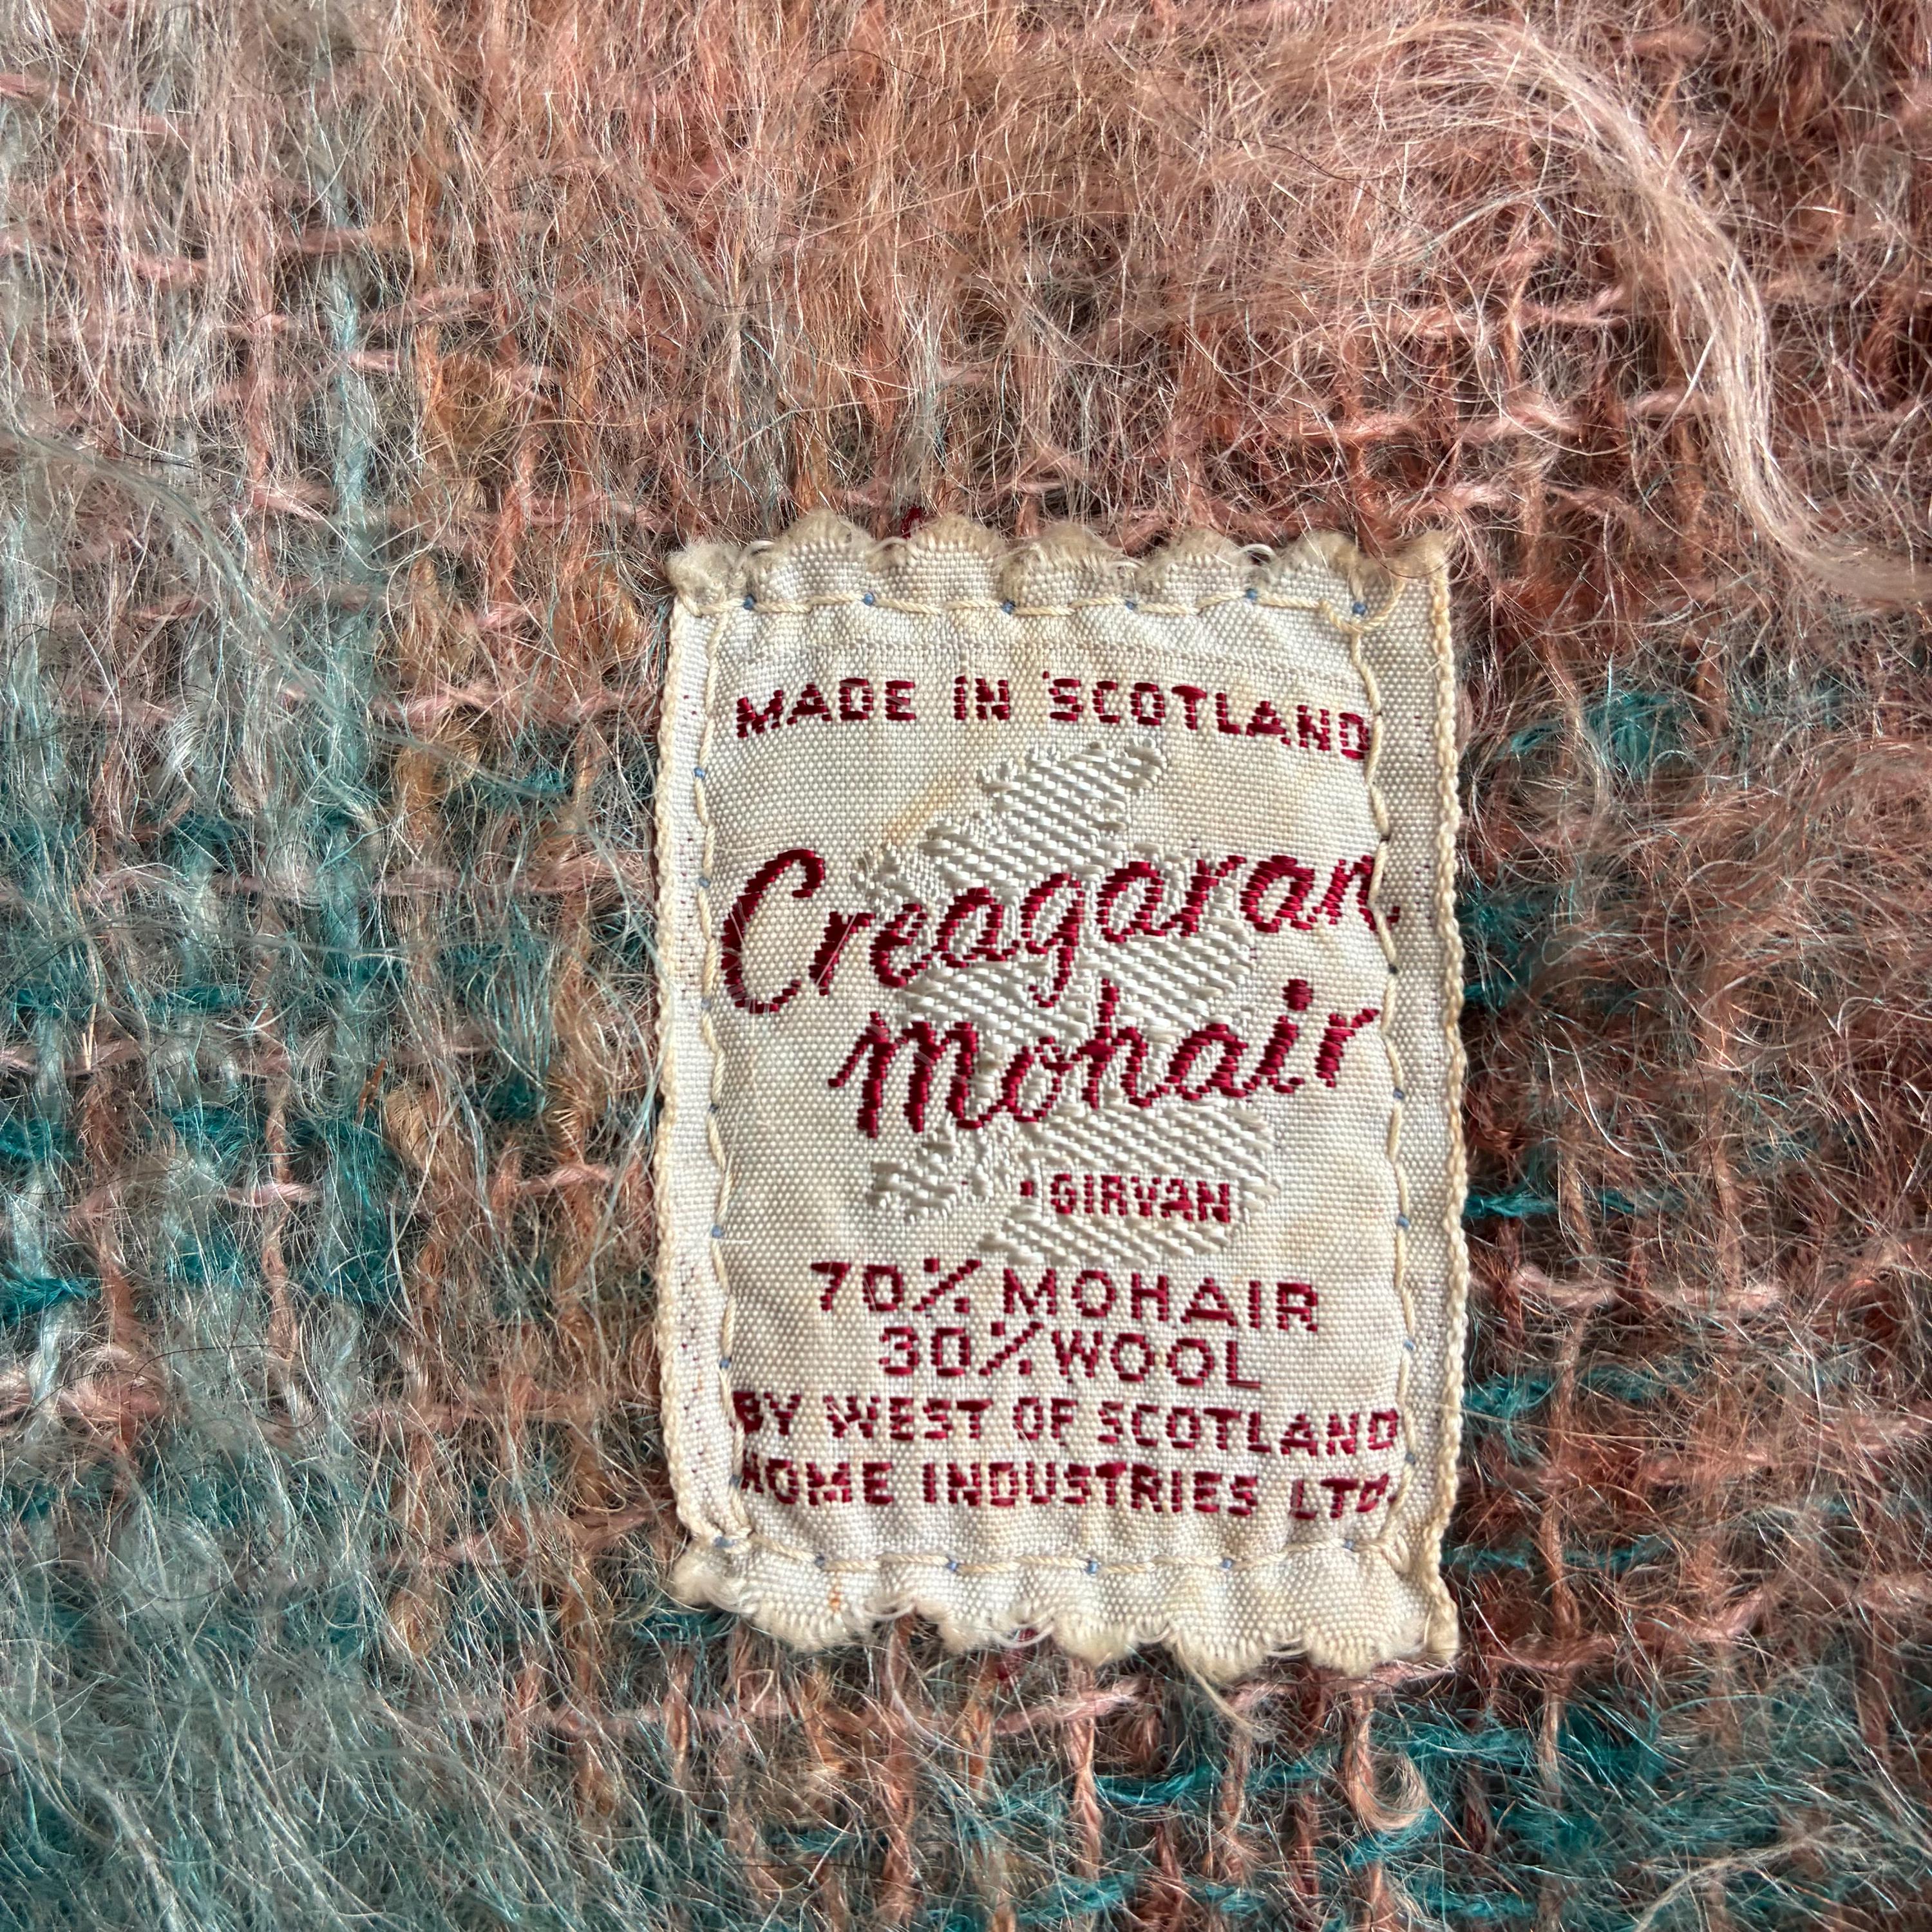 MADE IN SCOTLAND
Creagaran
Mohair
GIRVAN
70% MOHAIR
30% WOOL
BY WEST OF SCOTLAND
HOME INDUSTRIES LTD.